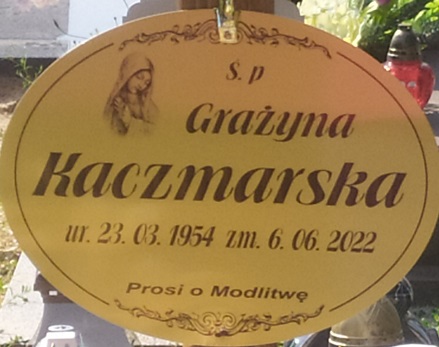 Ś. p
Grażyna
Kaczmarska
ur. 23. 03. 1954 zm. 6. 06. 2022
Prosi o Modlitwę